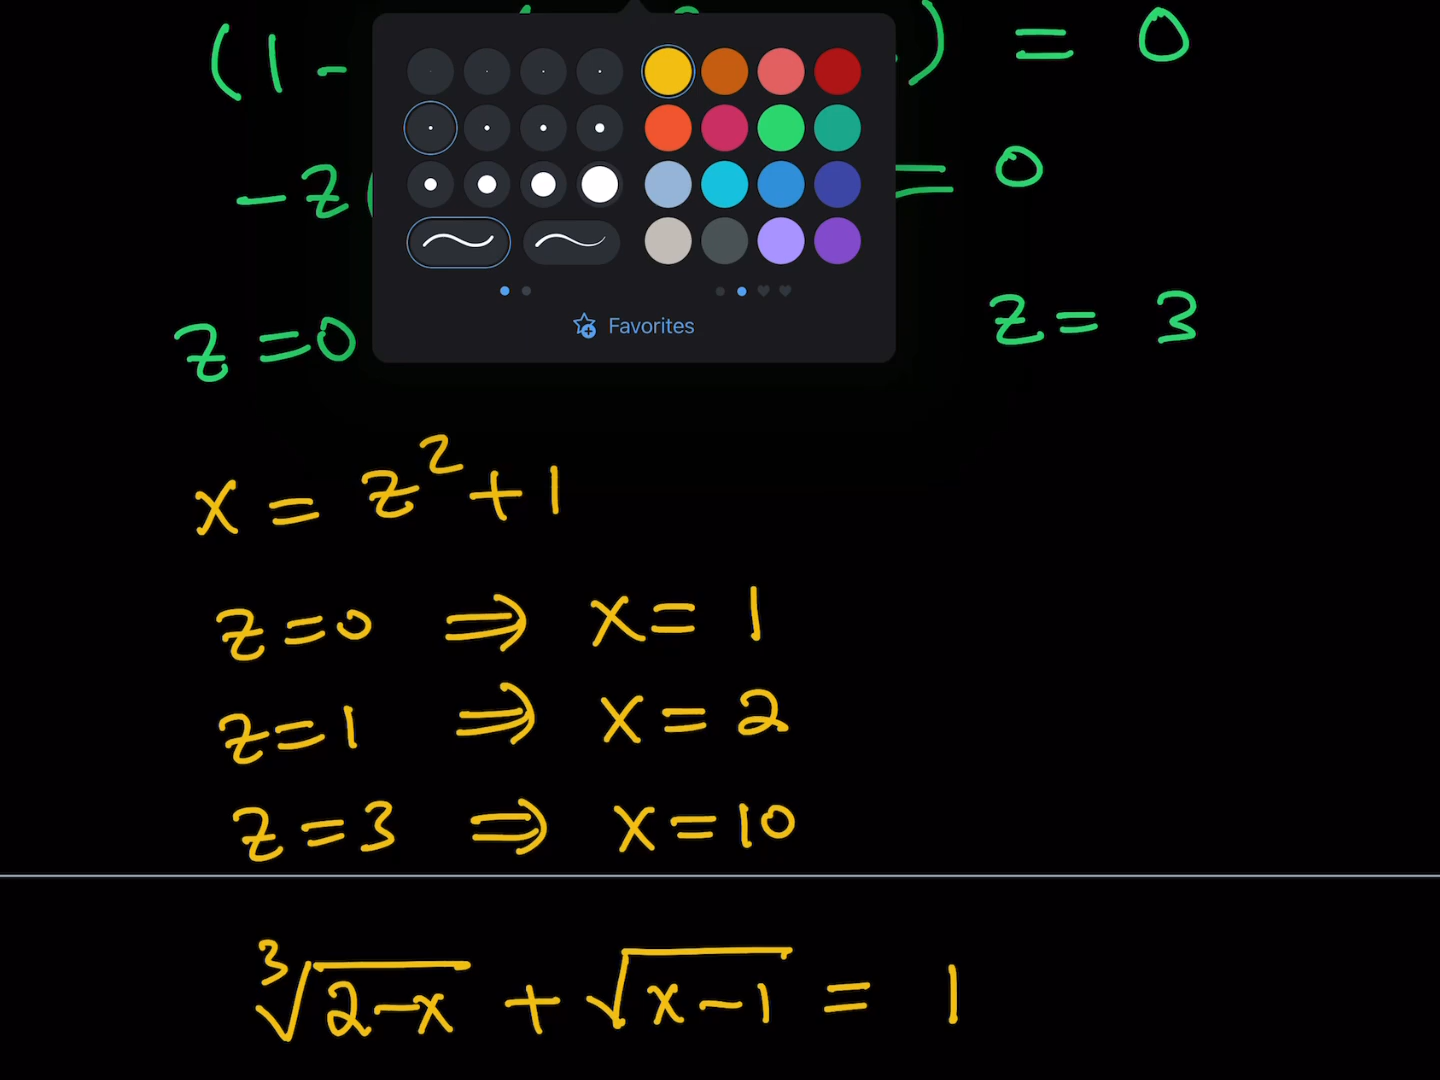 (1- ) = 0
-z( = 0
Favorites
z=0 z= 3
x = z²+1
z=0 ⇒ x= 1
z=1 ⇒ x=2
z=3 ⇒ x=10
∛(2-x) + √(x-1) = 1